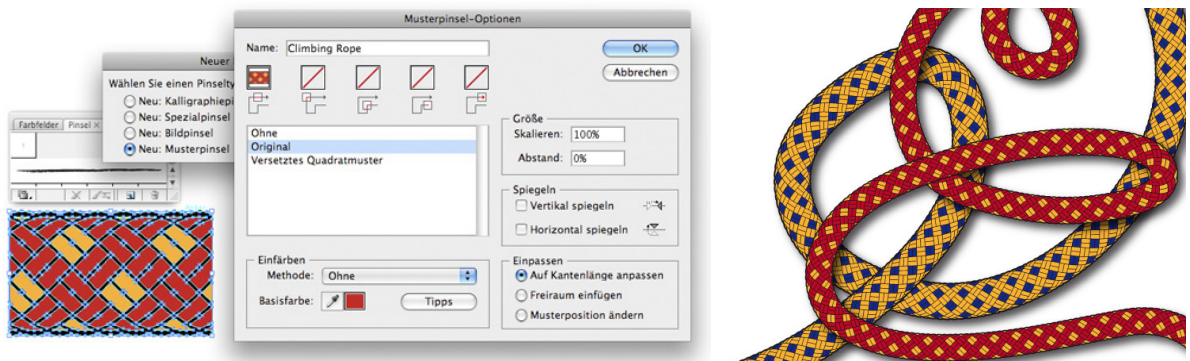 Musterpinsel-Optionen
Name: Climbing Rope
OK
Abbrechen
Neuer
Wählen Sie einen Pinselty
Neu: Kalligraphiepi
Neu: Spezialpinsel
Neu: Bildpinsel
Neu: Musterpinsel
Farbfelder Pinsel ×
Ohne
Original
Versetztes Quadratmuster
Größe
Skalieren: 100%
Abstand: 0%
Spiegeln
Vertikal spiegeln
Horizontal spiegeln
Einfärben
Methode: Ohne
Basisfarbe:
Tipps
Einpassen
Auf Kantenlänge anpassen
Freiraum einfügen
Musterposition ändern